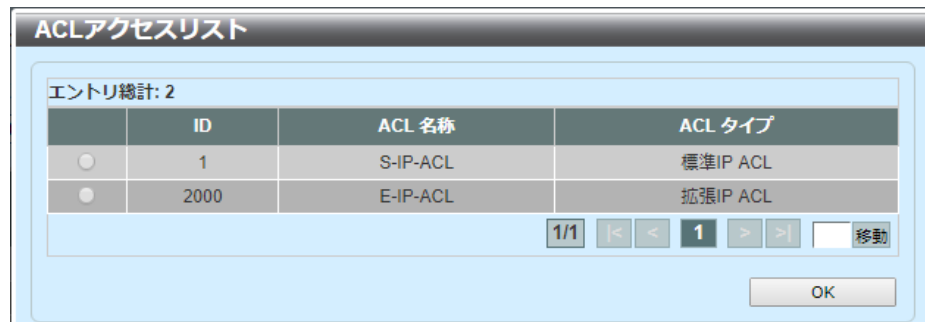 ACLアクセスリスト
エントリ総計: 2
ID ACL 名称 ACL タイプ
1 S-IP-ACL 標準IP ACL
2000 E-IP-ACL 拡張IP ACL
1/1 |< < 1 > >| 移動
OK